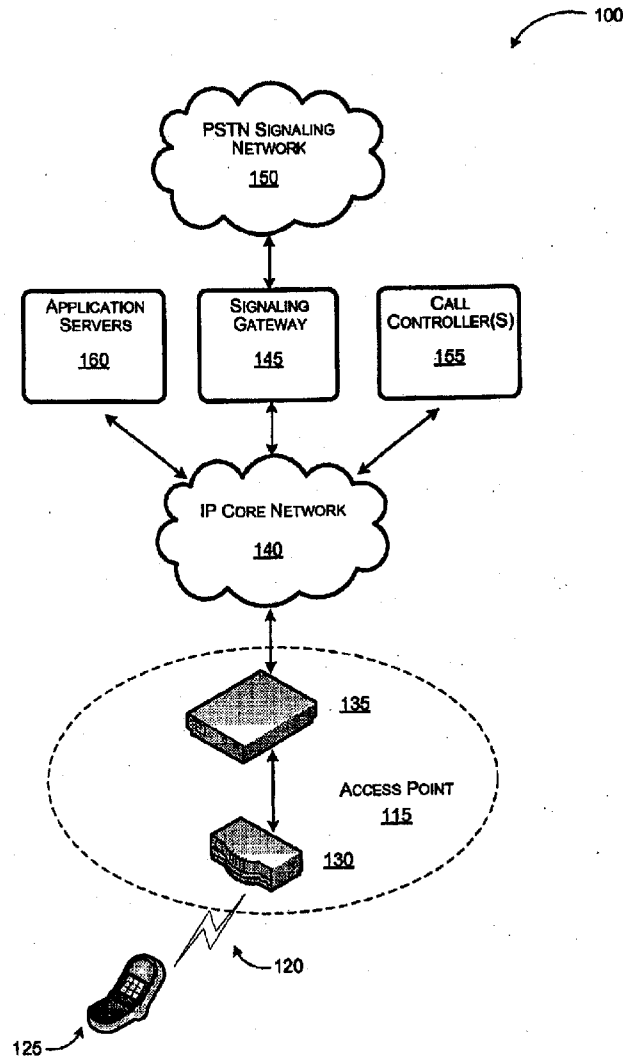 100
PSTN SIGNALING
NETWORK
150
APPLICATION
SERVERS
160
SIGNALING
GATEWAY
145
CALL
CONTROLLER(S)
155
IP CORE NETWORK
140
135
ACCESS POINT
115
130
120
125